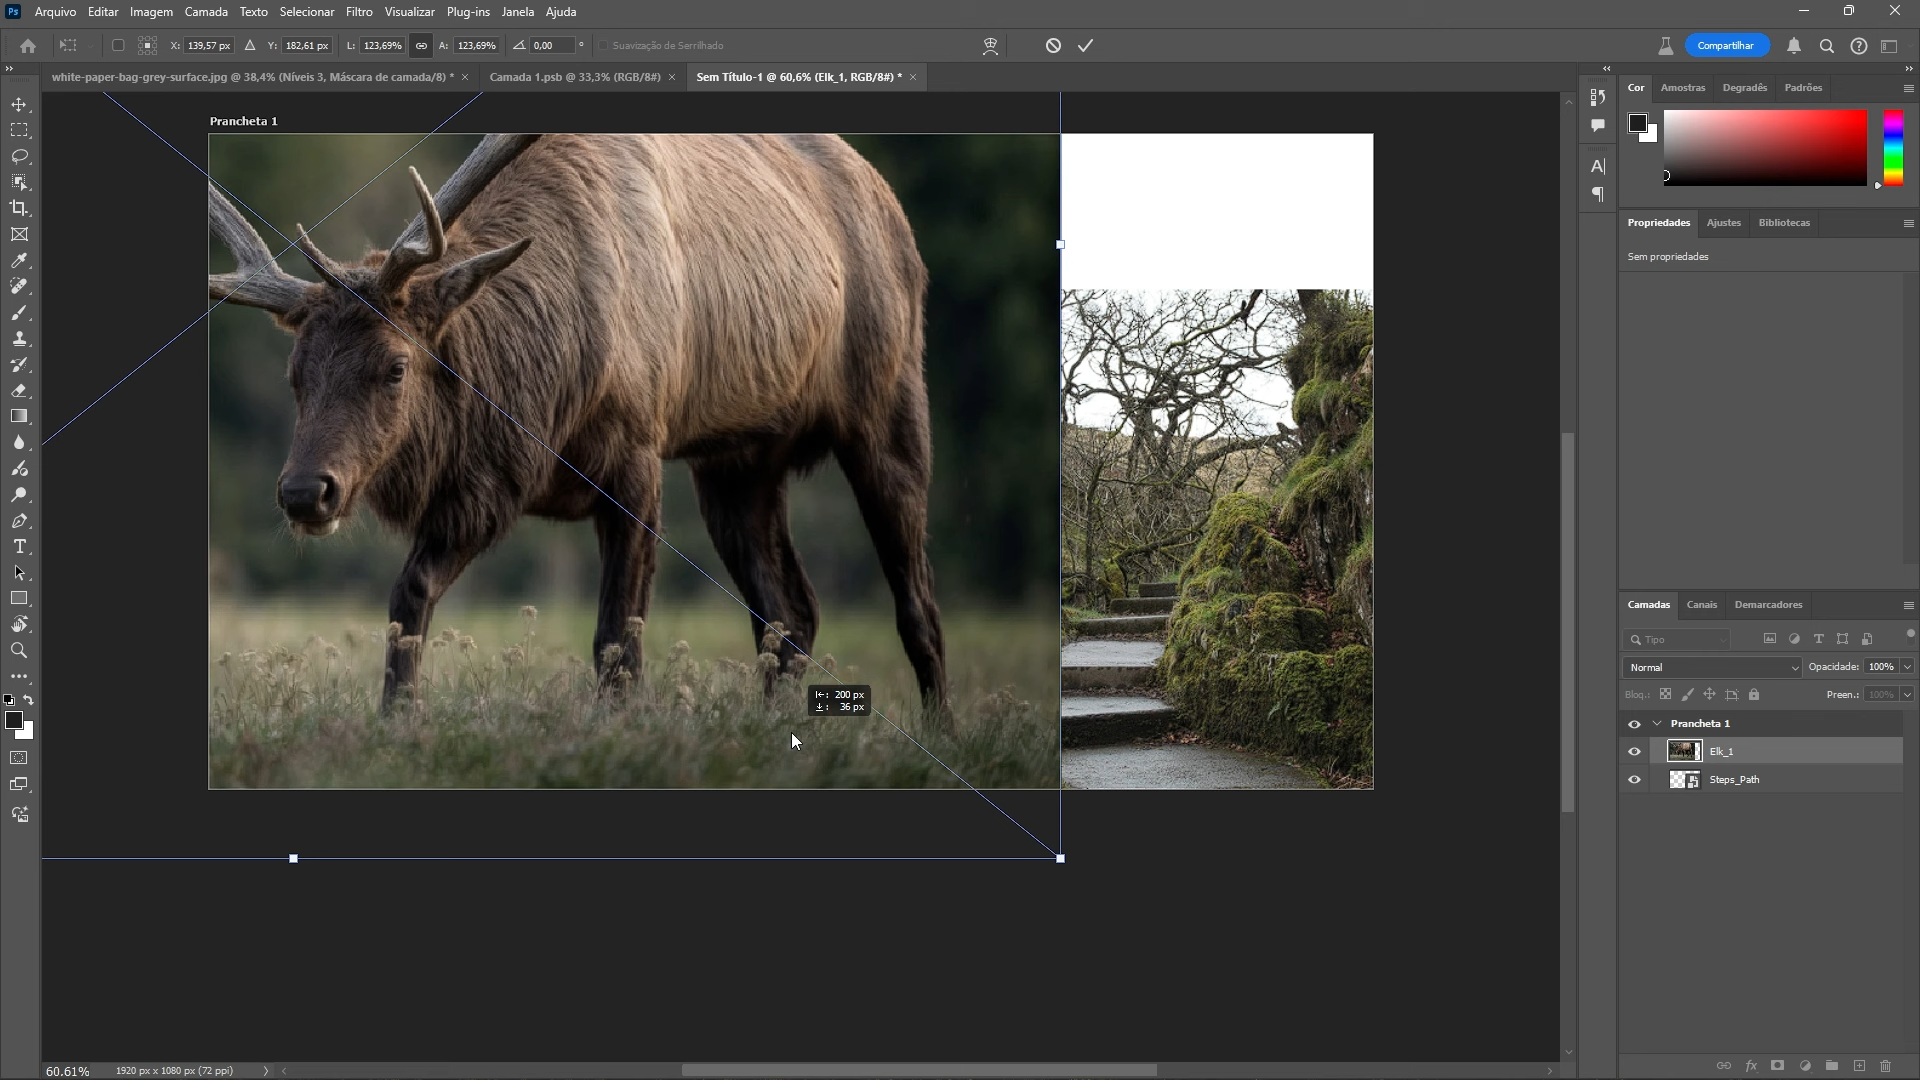 Ps Arquivo Editar Imagem Camada Texto Selecionar Filtro Visualizar Plug-ins Janela Ajuda
X: 139,57 px Y: 182,61 px L: 123,69% A: 123,69% 0,00 ° Suavização de Serrilhado Compartilhar
white-paper-bag-grey-surface.jpg @ 38,4% (Níveis 3, Máscara de camada/8) * × Camada 1.psb @ 33,3% (RGB/8#) × Sem Título-1 @ 60,6% (Elk_1, RGB/8#) * ×
Cor Amostras Degradês Padrões
Prancheta 1
Propriedades Ajustes Bibliotecas
Sem propriedades
Camadas Canais Demarcadores
Tipo
Normal Opacidade: 100%
Bloq.: Preen.: 100%
200 px
36 px
Prancheta 1
Elk_1
Steps_Path
60.61% 1920 px x 1080 px (72 ppi)